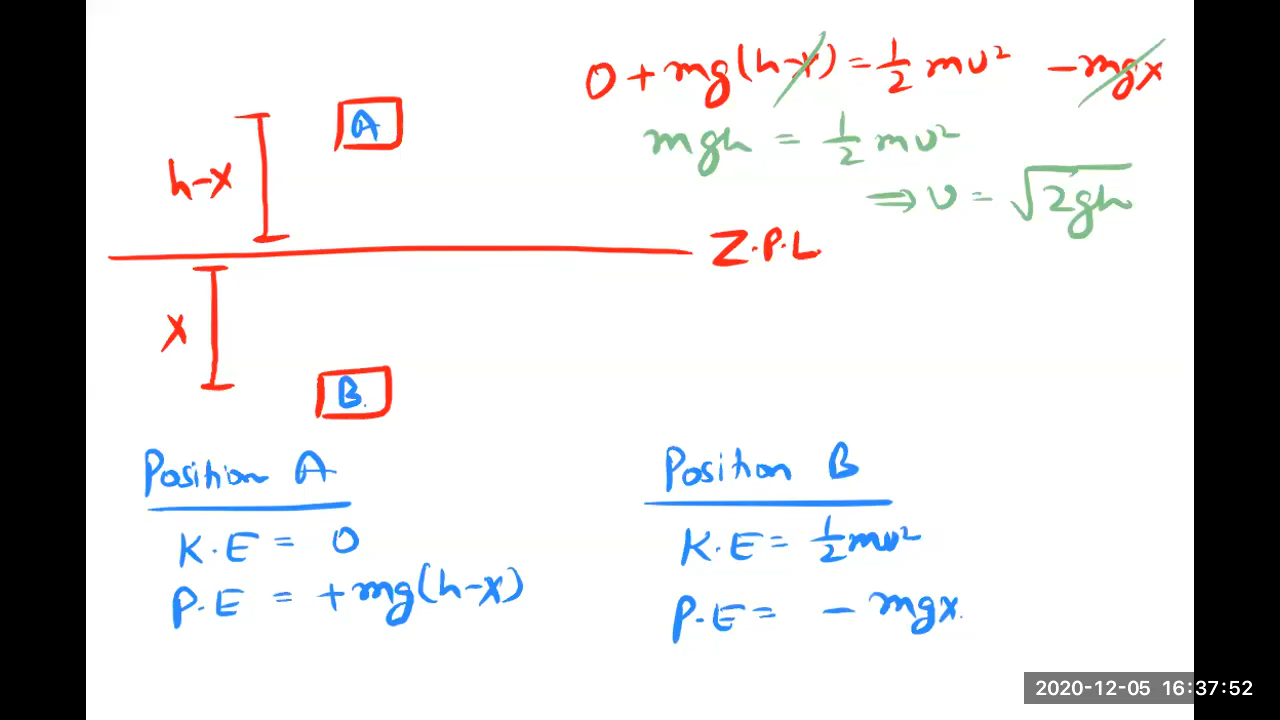 0 + mg(h-x) = 1/2 mv² - mgx
mgh = 1/2 mv²
⇒ v = √2gh
A
h-x
Z.P.L
x
B
Position A
K.E = 0
P.E = +mg(h-x)
Position B
K.E = 1/2 mv²
P.E = - mgx
2020-12-05 16:37:52